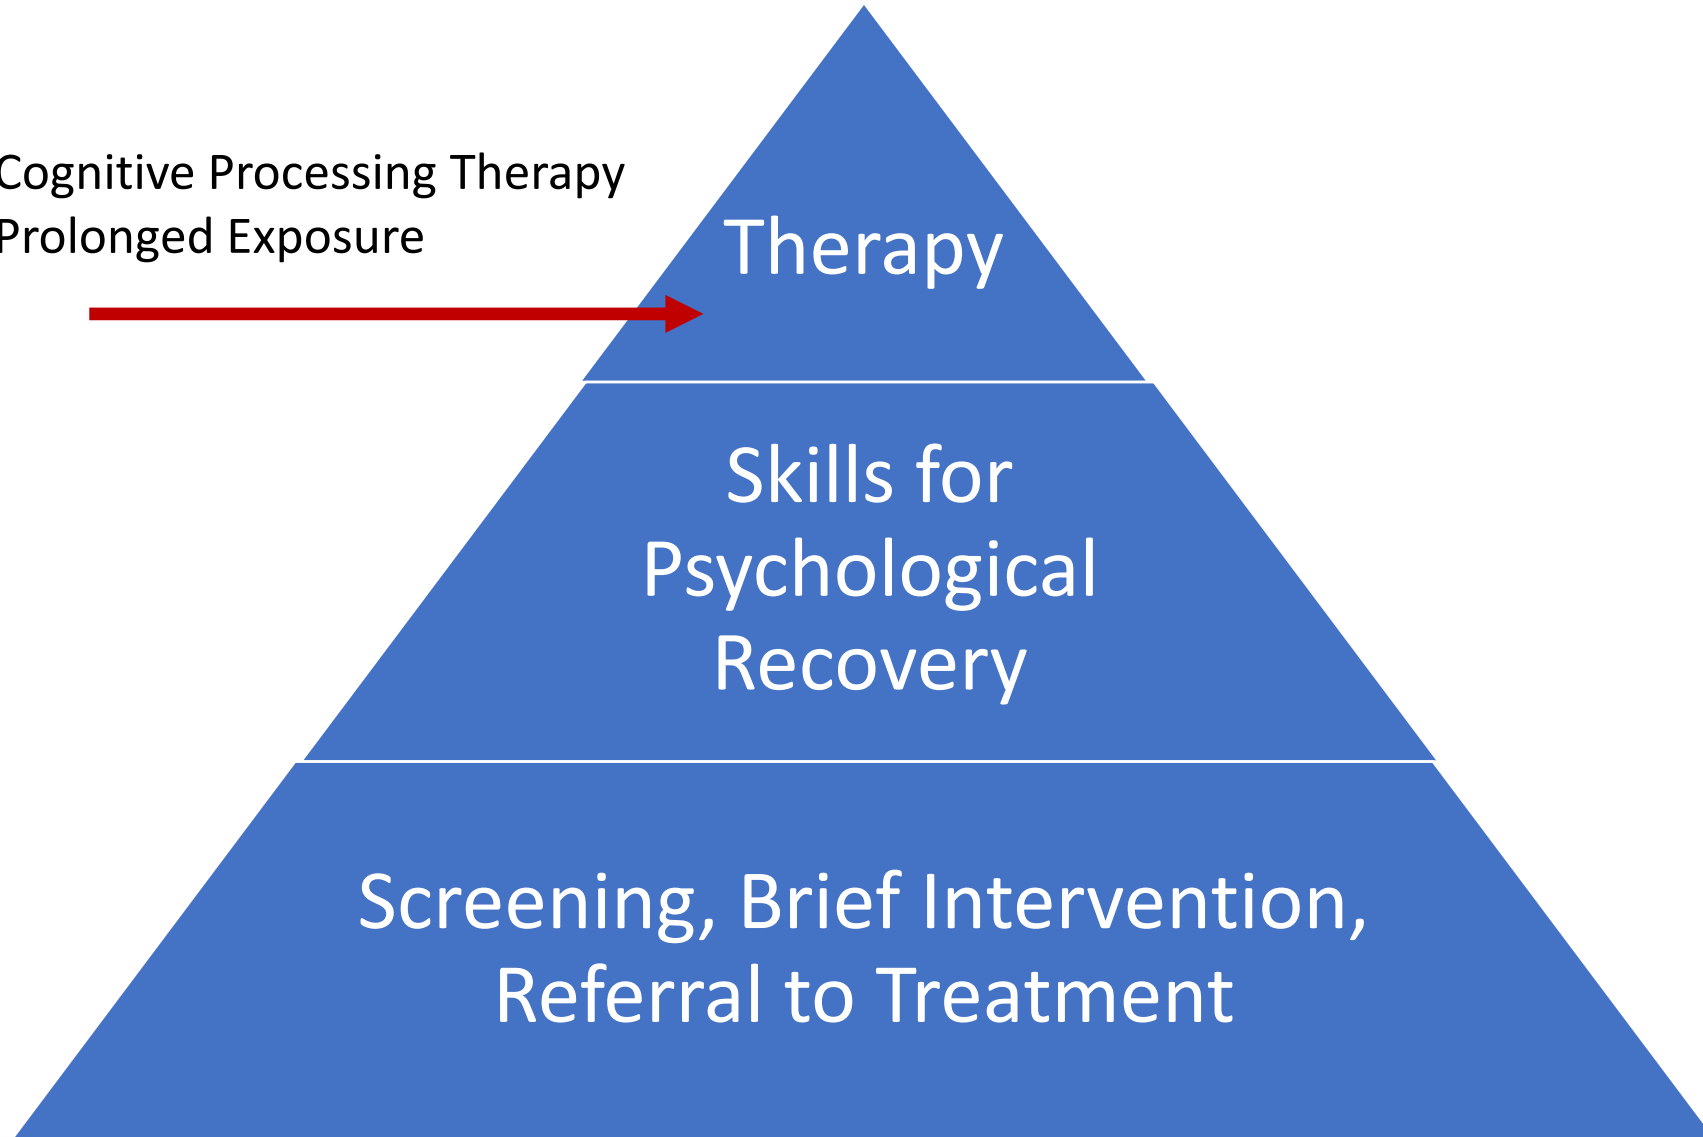 Cognitive Processing Therapy
Prolonged Exposure
Therapy
Skills for
Psychological
Recovery
Screening, Brief Intervention,
Referral to Treatment